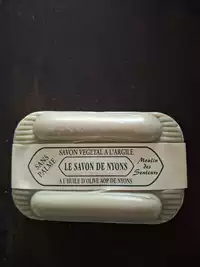 SAVON VEGETAL A L'ARGILE
SANS
PALME
LE SAVON DE NYONS
Moulin
des
Senteurs
A L'HUILE D'OLIVE AOP DE NYONS